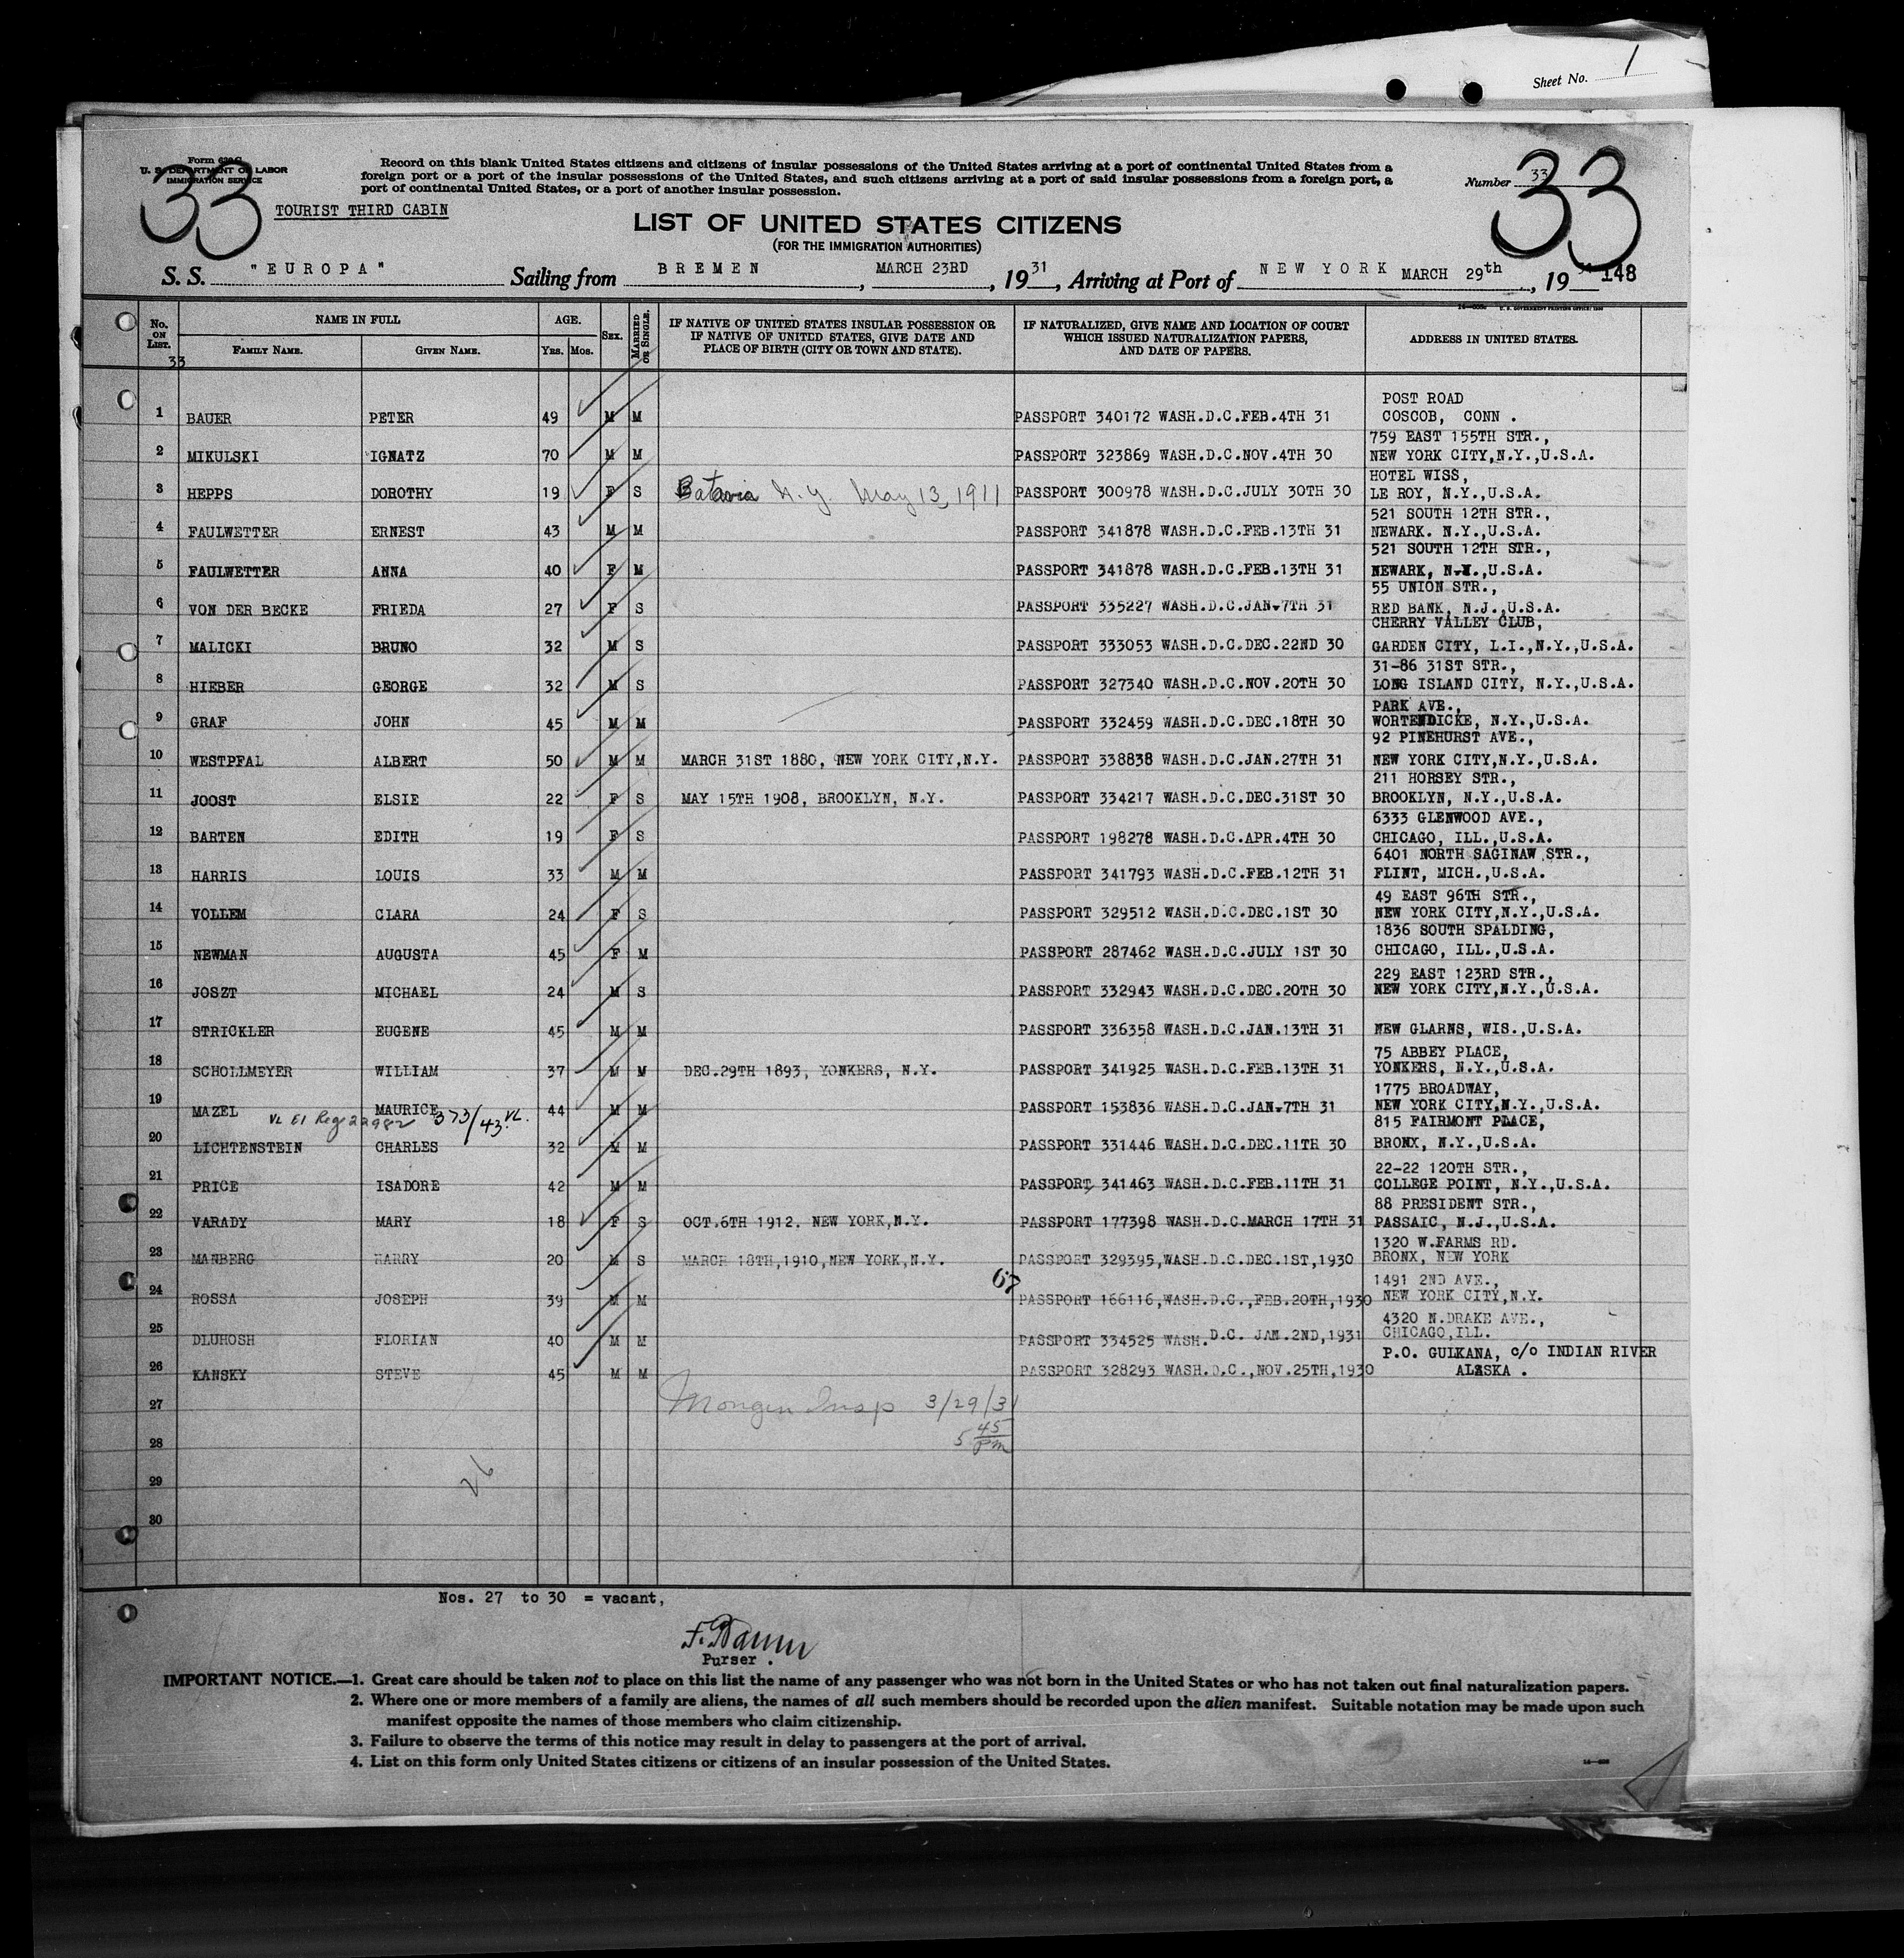 Sheet No. 1
33
Form 630 G
U. S. DEPARTMENT OF LABOR
IMMIGRATION SERVICE
Record on this blank United States citizens and citizens of insular possessions of the United States arriving at a port of continental United States from a
foreign port or a port of the insular possessions of the United States, and such citizens arriving at a port of said insular possessions from a foreign port, a
port of continental United States, or a port of another insular possession.
Number 33
33
TOURIST THIRD CABIN
LIST OF UNITED STATES CITIZENS
(FOR THE IMMIGRATION AUTHORITIES)
S. S. "EUROPA" Sailing from BREMEN, MARCH 23RD, 1931, Arriving at Port of NEW YORK MARCH 29th, 19 148
No. ON LIST. NAME IN FULL AGE. SEX. MARRIED OR SINGLE. IF NATIVE OF UNITED STATES INSULAR POSSESSION OR IF NATIVE OF UNITED STATES, GIVE DATE AND PLACE OF BIRTH (CITY OR TOWN AND STATE). IF NATURALIZED, GIVE NAME AND LOCATION OF COURT WHICH ISSUED NATURALIZATION PAPERS, AND DATE OF PAPERS. ADDRESS IN UNITED STATES.
FAMILY NAME. GIVEN NAME. YRS. MOS.
33
POST ROAD
1 BAUER PETER 49 M M PASSPORT 340172 WASH.D.C.FEB.4TH 31 COSCOB, CONN .
759 EAST 155TH STR.,
2 MIKULSKI IGNATZ 70 M M PASSPORT 323869 WASH.D.C.NOV.4TH 30 NEW YORK CITY,N.Y.,U.S.A.
HOTEL WISS,
3 HEPPS DOROTHY 19 F S Batavia N.Y. May 13, 1911 PASSPORT 300978 WASH.D.C.JULY 30TH 30 LE ROY, N.Y.,U.S.A.
521 SOUTH 12TH STR.,
4 FAULWETTER ERNEST 43 M M PASSPORT 341878 WASH.D.C.FEB.13TH 31 NEWARK. N.Y.,U.S.A.
521 SOUTH 12TH STR.,
5 FAULWETTER ANNA 40 F M PASSPORT 341878 WASH.D.C.FEB.13TH 31 NEWARK, N.Y.,U.S.A.
55 UNION STR.,
6 VON DER BECKE FRIEDA 27 F S PASSPORT 335227 WASH.D.C.JAN.7TH 31 RED BANK, N.J.,U.S.A.
CHERRY VALLEY CLUB,
7 MALICKI BRUNO 32 M S PASSPORT 333053 WASH.D.C.DEC.22ND 30 GARDEN CITY, L.I.,N.Y.,U.S.A.
31-86 31ST STR.,
8 HIEBER GEORGE 32 M S PASSPORT 327340 WASH.D.C.NOV.20TH 30 LONG ISLAND CITY, N.Y.,U.S.A.
PARK AVE.,
9 GRAF JOHN 45 M M PASSPORT 332459 WASH.D.C.DEC.18TH 30 WORTENDICKE, N.Y.,U.S.A.
92 PINEHURST AVE.,
10 WESTPFAL ALBERT 50 M M MARCH 31ST 1880, NEW YORK CITY,N.Y. PASSPORT 338838 WASH.D.C.JAN.27TH 31 NEW YORK CITY,N.Y.,U.S.A.
211 HORSEY STR.,
11 JOOST ELSIE 22 F S MAY 15TH 1908, BROOKLYN, N.Y. PASSPORT 334217 WASH.D.C.DEC.31ST 30 BROOKLYN, N.Y.,U.S.A.
6333 GLENWOOD AVE.,
12 BARTEN EDITH 19 F S PASSPORT 198278 WASH.D.C.APR.4TH 30 CHICAGO, ILL.,U.S.A.
6401 NORTH SAGINAW STR.,
13 HARRIS LOUIS 33 M M PASSPORT 341793 WASH.D.C.FEB.12TH 31 FLINT, MICH.,U.S.A.
49 EAST 96TH STR.,
14 VOLLEM CLARA 24 F S PASSPORT 329512 WASH.D.C.DEC.1ST 30 NEW YORK CITY,N.Y.,U.S.A.
1836 SOUTH SPALDING,
15 NEWMAN AUGUSTA 45 F M PASSPORT 287462 WASH.D.C.JULY 1ST 30 CHICAGO, ILL.,U.S.A.
229 EAST 123RD STR.,
16 JOSZT MICHAEL 24 M S PASSPORT 332943 WASH.D.C.DEC.20TH 30 NEW YORK CITY,N.Y.,U.S.A.
17 STRICKLER EUGENE 45 M M PASSPORT 336358 WASH.D.C.JAN.13TH 31 NEW GLARNS, WIS.,U.S.A.
75 ABBEY PLACE,
18 SCHOLLMEYER WILLIAM 37 M M DEC.29TH 1893, YONKERS, N.Y. PASSPORT 341925 WASH.D.C.FEB.13TH 31 YONKERS, N.Y.,U.S.A.
1775 BROADWAY,
19 MAZEL MAURICE 44 M M PASSPORT 153836 WASH.D.C.JAN.7TH 31 NEW YORK CITY,N.Y.,U.S.A.
VL EI Reg 22982 373/43 VL.
815 FAIRMONT PLACE,
20 LICHTENSTEIN CHARLES 32 M M PASSPORT 331446 WASH.D.C.DEC.11TH 30 BRONX, N.Y.,U.S.A.
22-22 120TH STR.,
21 PRICE ISADORE 42 M M PASSPORT 341463 WASH.D.C.FEB.11TH 31 COLLEGE POINT, N.Y.,U.S.A.
88 PRESIDENT STR.,
22 VARADY MARY 18 F S OCT.6TH 1912. NEW YORK,N.Y. PASSPORT 177398 WASH.D.C.MARCH 17TH 31 PASSAIC, N.J.,U.S.A.
1320 W.FARMS RD.
23 MANBERG HARRY 20 M S MARCH 18TH,1910,NEW YORK,N.Y. PASSPORT 329395,WASH.D.C.DEC.1ST,1930 BRONX, NEW YORK
67
1491 2ND AVE.,
24 ROSSA JOSEPH 39 M M PASSPORT 166116,WASH.D.C.,FEB.20TH,1930 NEW YORK CITY,N.Y.
4320 N.DRAKE AVE.,
25 DLUHOSH FLORIAN 40 M M PASSPORT 334525 WASH.D.C. JAN.2ND,1931 CHICAGO,ILL.
P.O. GULKANA, c/o INDIAN RIVER
26 KANSKY STEVE 45 M M PASSPORT 328293 WASH.D.C.,NOV.25TH,1930 ALASKA .
27 Insp 3/29/31
28 5 45 pm
29 26
30
Nos. 27 to 30 = vacant,
Purser .
IMPORTANT NOTICE.—1. Great care should be taken not to place on this list the name of any passenger who was not born in the United States or who has not taken out final naturalization papers.
2. Where one or more members of a family are aliens, the names of all such members should be recorded upon the alien manifest. Suitable notation may be made upon such
manifest opposite the names of those members who claim citizenship.
3. Failure to observe the terms of this notice may result in delay to passengers at the port of arrival.
4. List on this form only United States citizens or citizens of an insular possession of the United States.